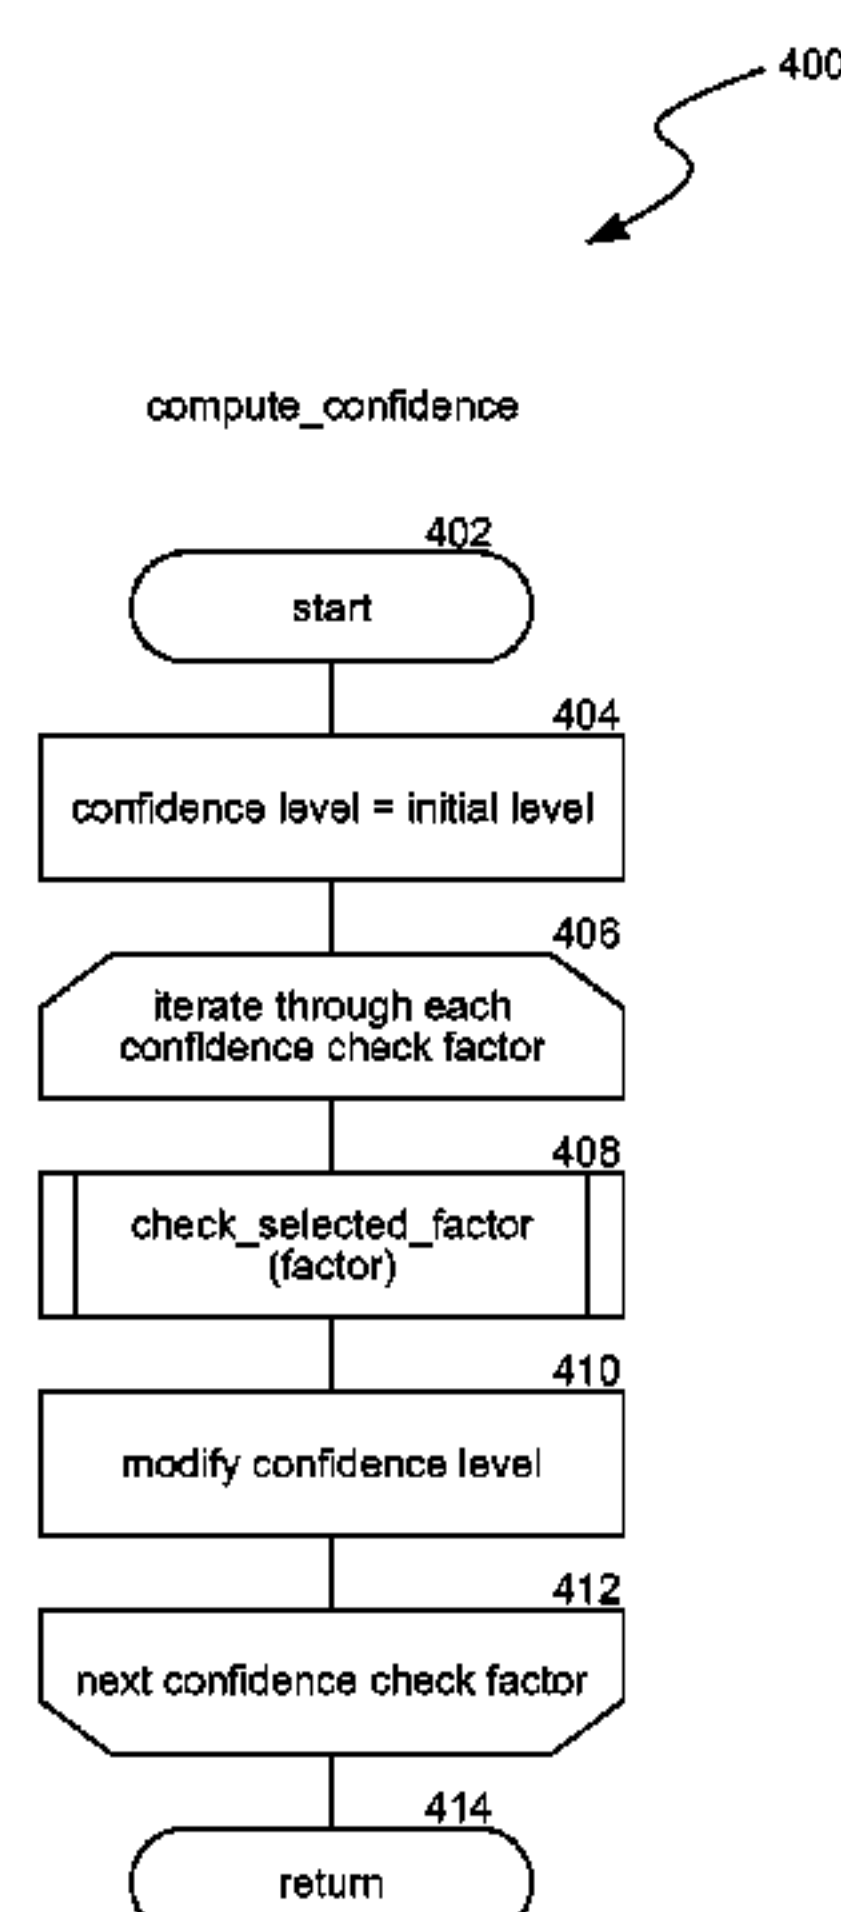 400
compute_confidence
402
start
404
confidence level = initial level
406
iterate through each
confidence check factor
408
check_selected_factor
(factor)
410
modify confidence level
412
next confidence check factor
414
return